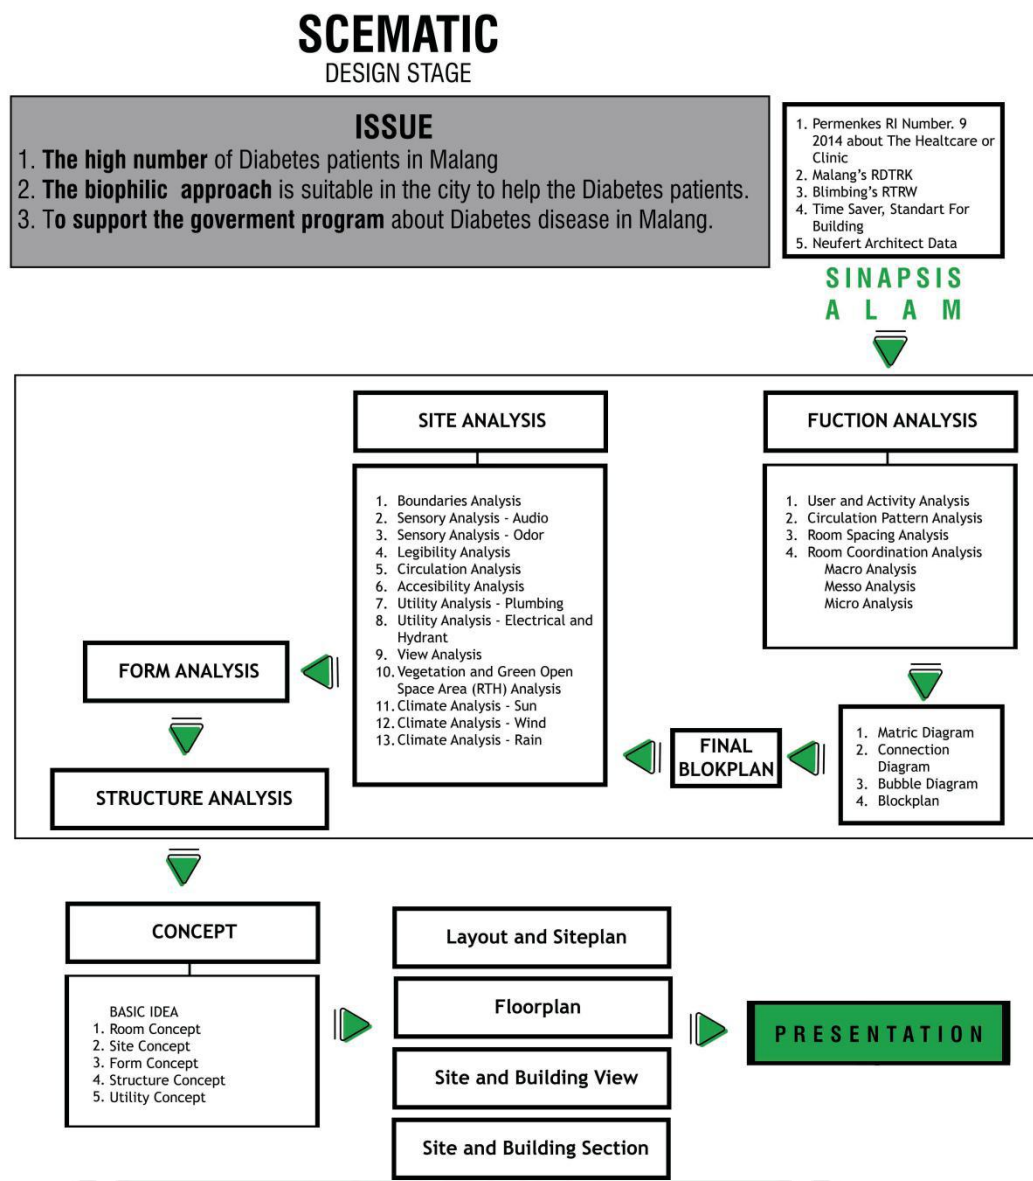 SCEMATIC
DESIGN STAGE
ISSUE
1. The high number of Diabetes patients in Malang
2. The biophilic approach is suitable in the city to help the Diabetes patients.
3. To support the goverment program about Diabetes disease in Malang.
1. Permenkes RI Number. 9
2014 about The Healtcare or
Clinic
2. Malang's RDTRK
3. Blimbing's RTRW
4. Time Saver, Standart For
Building
5. Neufert Architect Data
SINAPSIS
ALAM
FUCTION ANALYSIS
1. User and Activity Analysis
2. Circulation Pattern Analysis
3. Room Spacing Analysis
4. Room Coordination Analysis
Macro Analysis
Messo Analysis
Micro Analysis
1. Matric Diagram
2. Connection
Diagram
3. Bubble Diagram
4. Blockplan
FINAL
BLOKPLAN
SITE ANALYSIS
1. Boundaries Analysis
2. Sensory Analysis - Audio
3. Sensory Analysis - Odor
4. Legibility Analysis
5. Circulation Analysis
6. Accesibility Analysis
7. Utility Analysis - Plumbing
8. Utility Analysis - Electrical and
Hydrant
9. View Analysis
10. Vegetation and Green Open
Space Area (RTH) Analysis
11. Climate Analysis - Sun
12. Climate Analysis - Wind
13. Climate Analysis - Rain
FORM ANALYSIS
STRUCTURE ANALYSIS
CONCEPT
BASIC IDEA
1. Room Concept
2. Site Concept
3. Form Concept
4. Structure Concept
5. Utility Concept
Layout and Siteplan
Floorplan
Site and Building View
Site and Building Section
PRESENTATION